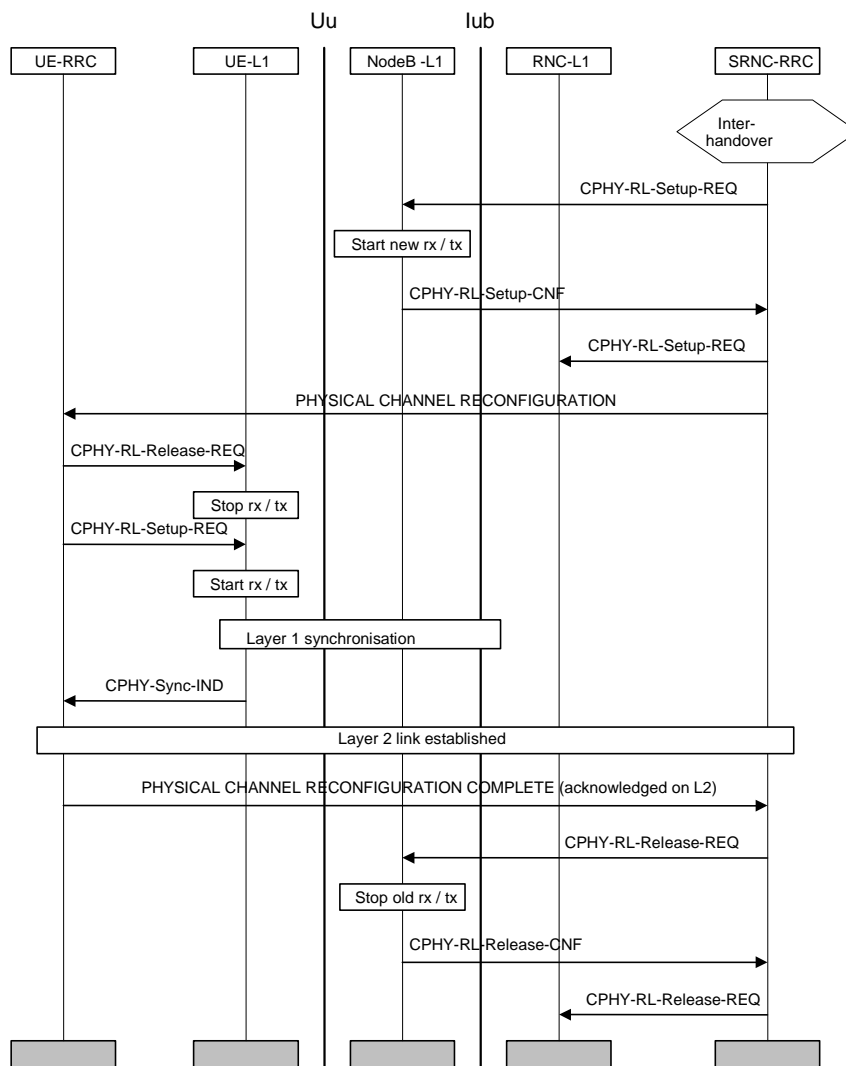 Uu
Iub
UE-RRC
UE-L1
NodeB -L1
RNC-L1
SRNC-RRC
Inter-
handover
CPHY-RL-Setup-REQ
Start new rx / tx
CPHY-RL-Setup-CNF
CPHY-RL-Setup-REQ
PHYSICAL CHANNEL RECONFIGURATION
CPHY-RL-Release-REQ
Stop rx / tx
CPHY-RL-Setup-REQ
Start rx / tx
Layer 1 synchronisation
CPHY-Sync-IND
Layer 2 link established
PHYSICAL CHANNEL RECONFIGURATION COMPLETE (acknowledged on L2)
CPHY-RL-Release-REQ
Stop old rx / tx
CPHY-RL-Release-CNF
CPHY-RL-Release-REQ